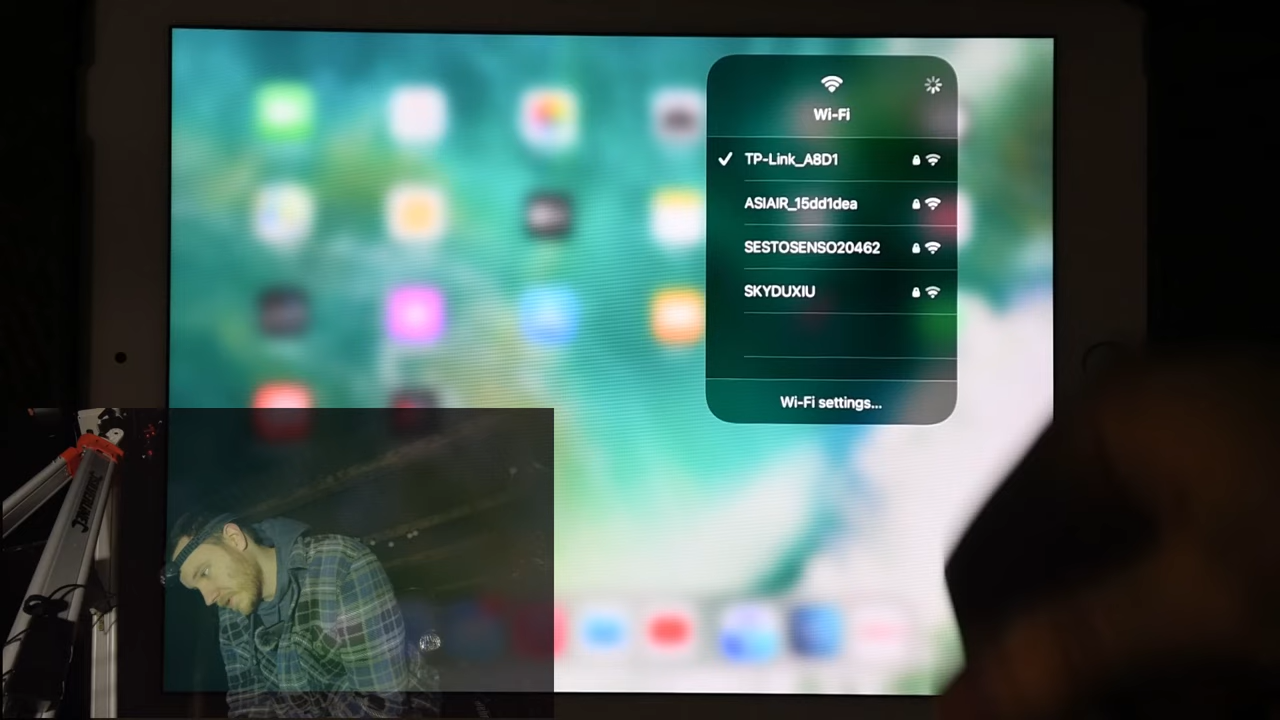 Wi-Fi
TP-Link_A8D1
ASIAIR_15dd1dea
SESTOSENSO20462
SKYDUXIU
Wi-Fi settings...